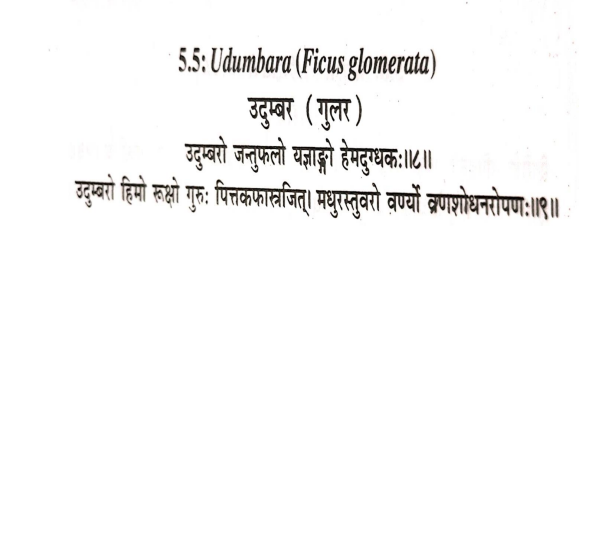 5.5: Udumbara (Ficus glomerata)
उदुम्बर (गुलर)
उदुम्बरो जन्तुफलो यज्ञाङ्गो हेमदुग्धकः॥८॥
उदुम्बरो हिमो रूक्षो गुरुः पित्तकफास्त्रजित्। मधुरस्तुवरो वर्ण्यो व्रणशोधनरोपणः॥९॥